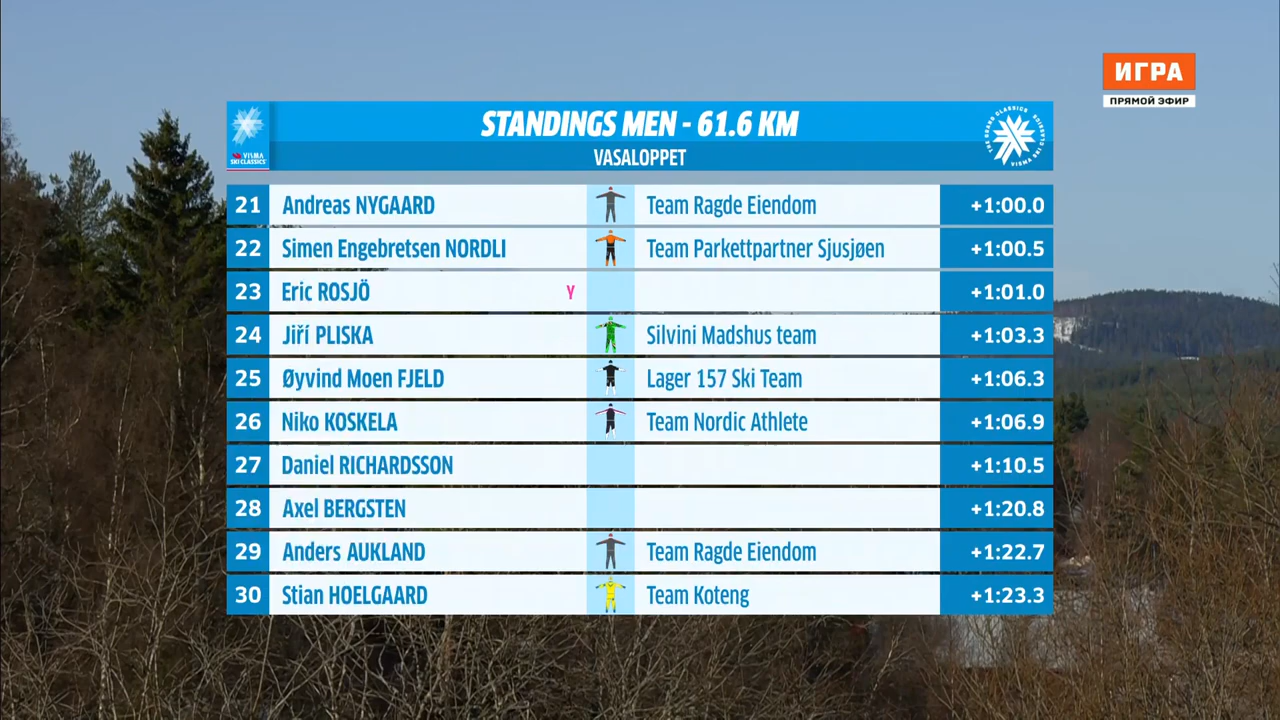 ИГРА
ПРЯМОЙ ЭФИР
VISMA
SKI CLASSICS
STANDINGS MEN - 61.6 KM
VASALOPPET
21 Andreas NYGAARD Team Ragde Eiendom +1:00.0
22 Simen Engebretsen NORDLI Team Parkettpartner Sjusjøen +1:00.5
23 Eric ROSJÖ Y +1:01.0
24 Jiří PLISKA Silvini Madshus team +1:03.3
25 Øyvind Moen FJELD Lager 157 Ski Team +1:06.3
26 Niko KOSKELA Team Nordic Athlete +1:06.9
27 Daniel RICHARDSSON +1:10.5
28 Axel BERGSTEN +1:20.8
29 Anders AUKLAND Team Ragde Eiendom +1:22.7
30 Stian HOELGAARD Team Koteng +1:23.3